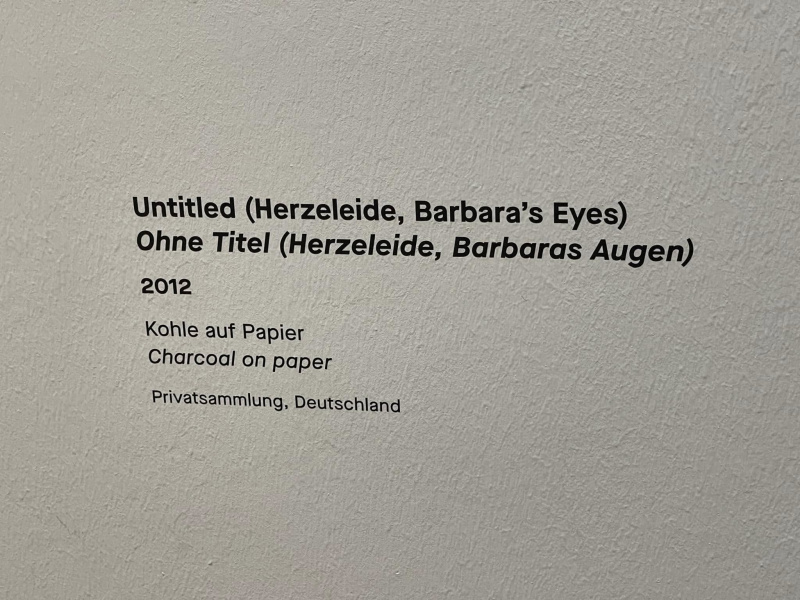 Untitled (Herzeleide, Barbara’s Eyes)
Ohne Titel (Herzeleide, Barbaras Augen)
2012
Kohle auf Papier
Charcoal on paper
Privatsammlung, Deutschland